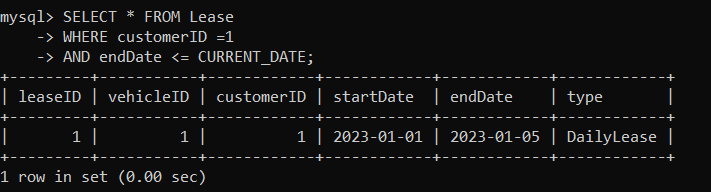 mysql> SELECT * FROM Lease
    -> WHERE customerID =1
    -> AND endDate <= CURRENT_DATE;
+---------+-----------+------------+------------+------------+------------+
| leaseID | vehicleID | customerID | startDate  | endDate    | type       |
+---------+-----------+------------+------------+------------+------------+
|       1 |         1 |          1 | 2023-01-01 | 2023-01-05 | DailyLease |
+---------+-----------+------------+------------+------------+------------+
1 row in set (0.00 sec)